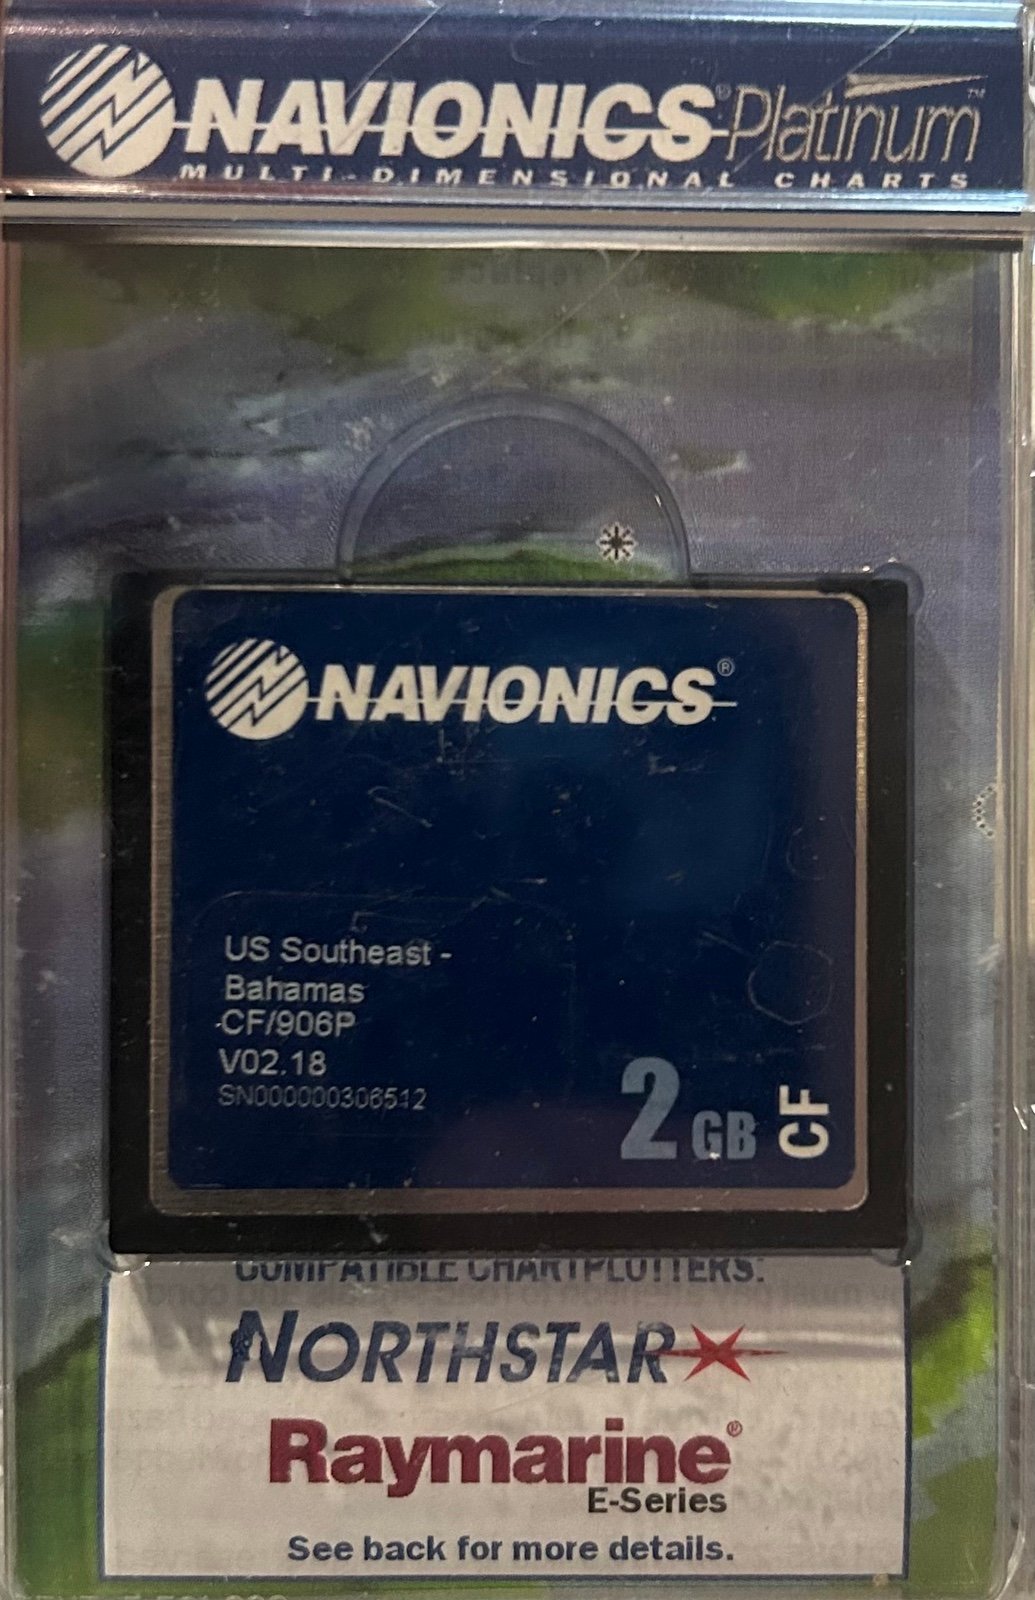 NAVIONICS® Platinum™
MULTI-DIMENSIONAL CHARTS
NAVIONICS®
US Southeast -
Bahamas
CF/906P
V02.18
SN000000306512
2 GB CF
COMPATIBLE CHARTPLOTTERS:
NORTHSTAR
Raymarine®
E-Series
See back for more details.